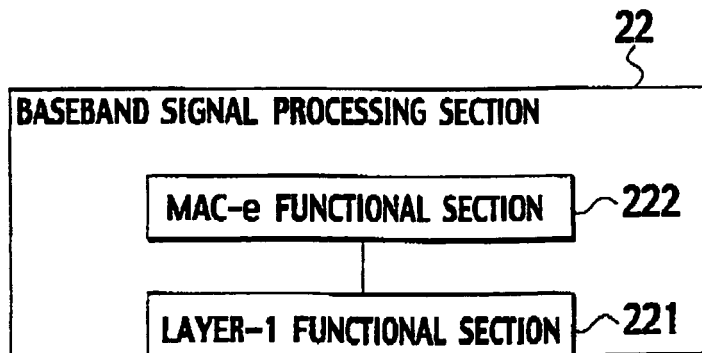 22
BASEBAND SIGNAL PROCESSING SECTION
MAC-e FUNCTIONAL SECTION
222
LAYER-1 FUNCTIONAL SECTION
221